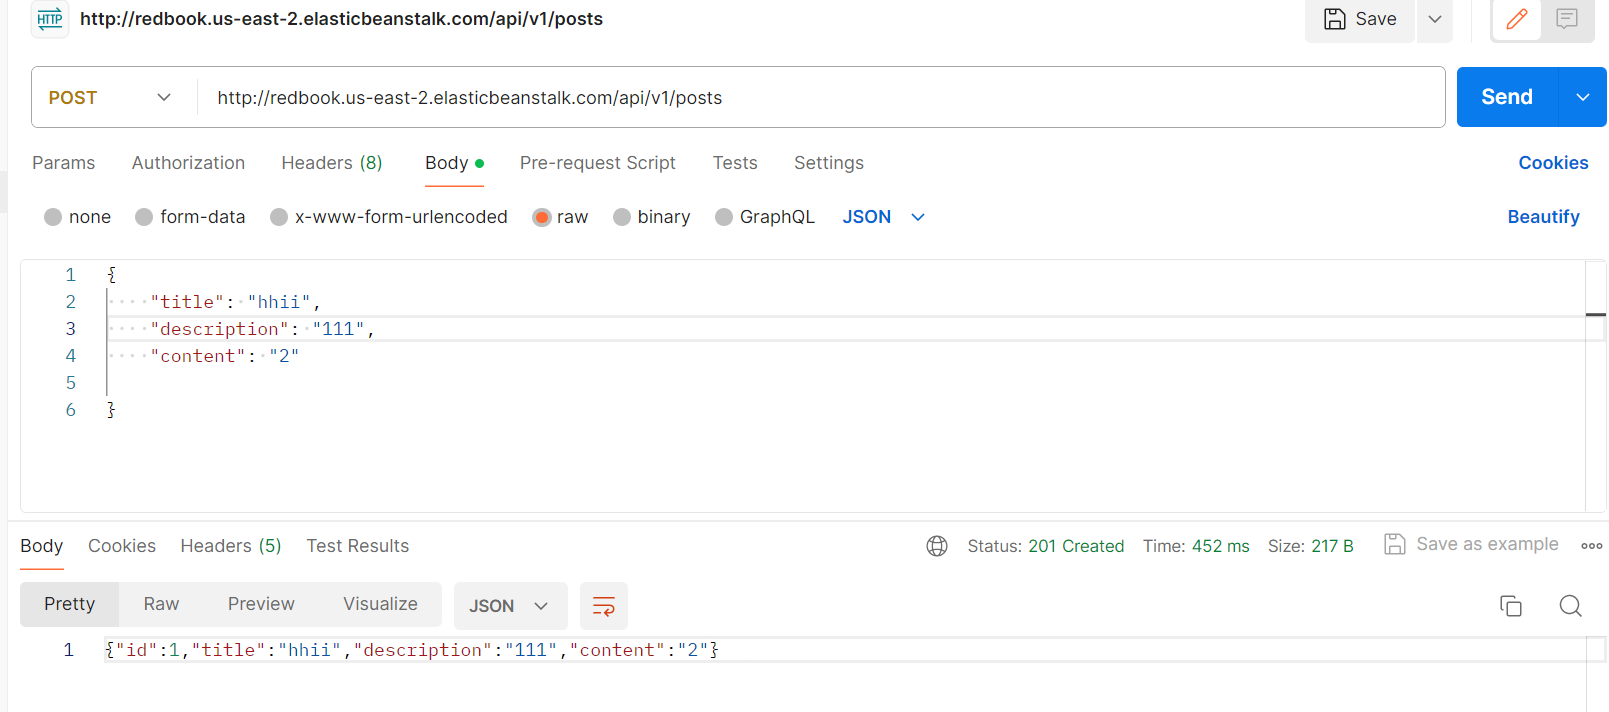 HTTP http://redbook.us-east-2.elasticbeanstalk.com/api/v1/posts Save
POST http://redbook.us-east-2.elasticbeanstalk.com/api/v1/posts Send
Params Authorization Headers (8) Body Pre-request Script Tests Settings Cookies
none form-data x-www-form-urlencoded raw binary GraphQL JSON Beautify
1 {
2 "title": "hhii",
3 "description": "111",
4 "content": "2"
5
6 }
Body Cookies Headers (5) Test Results Status: 201 Created Time: 452 ms Size: 217 B Save as example
Pretty Raw Preview Visualize JSON
1 {"id":1,"title":"hhii","description":"111","content":"2"}